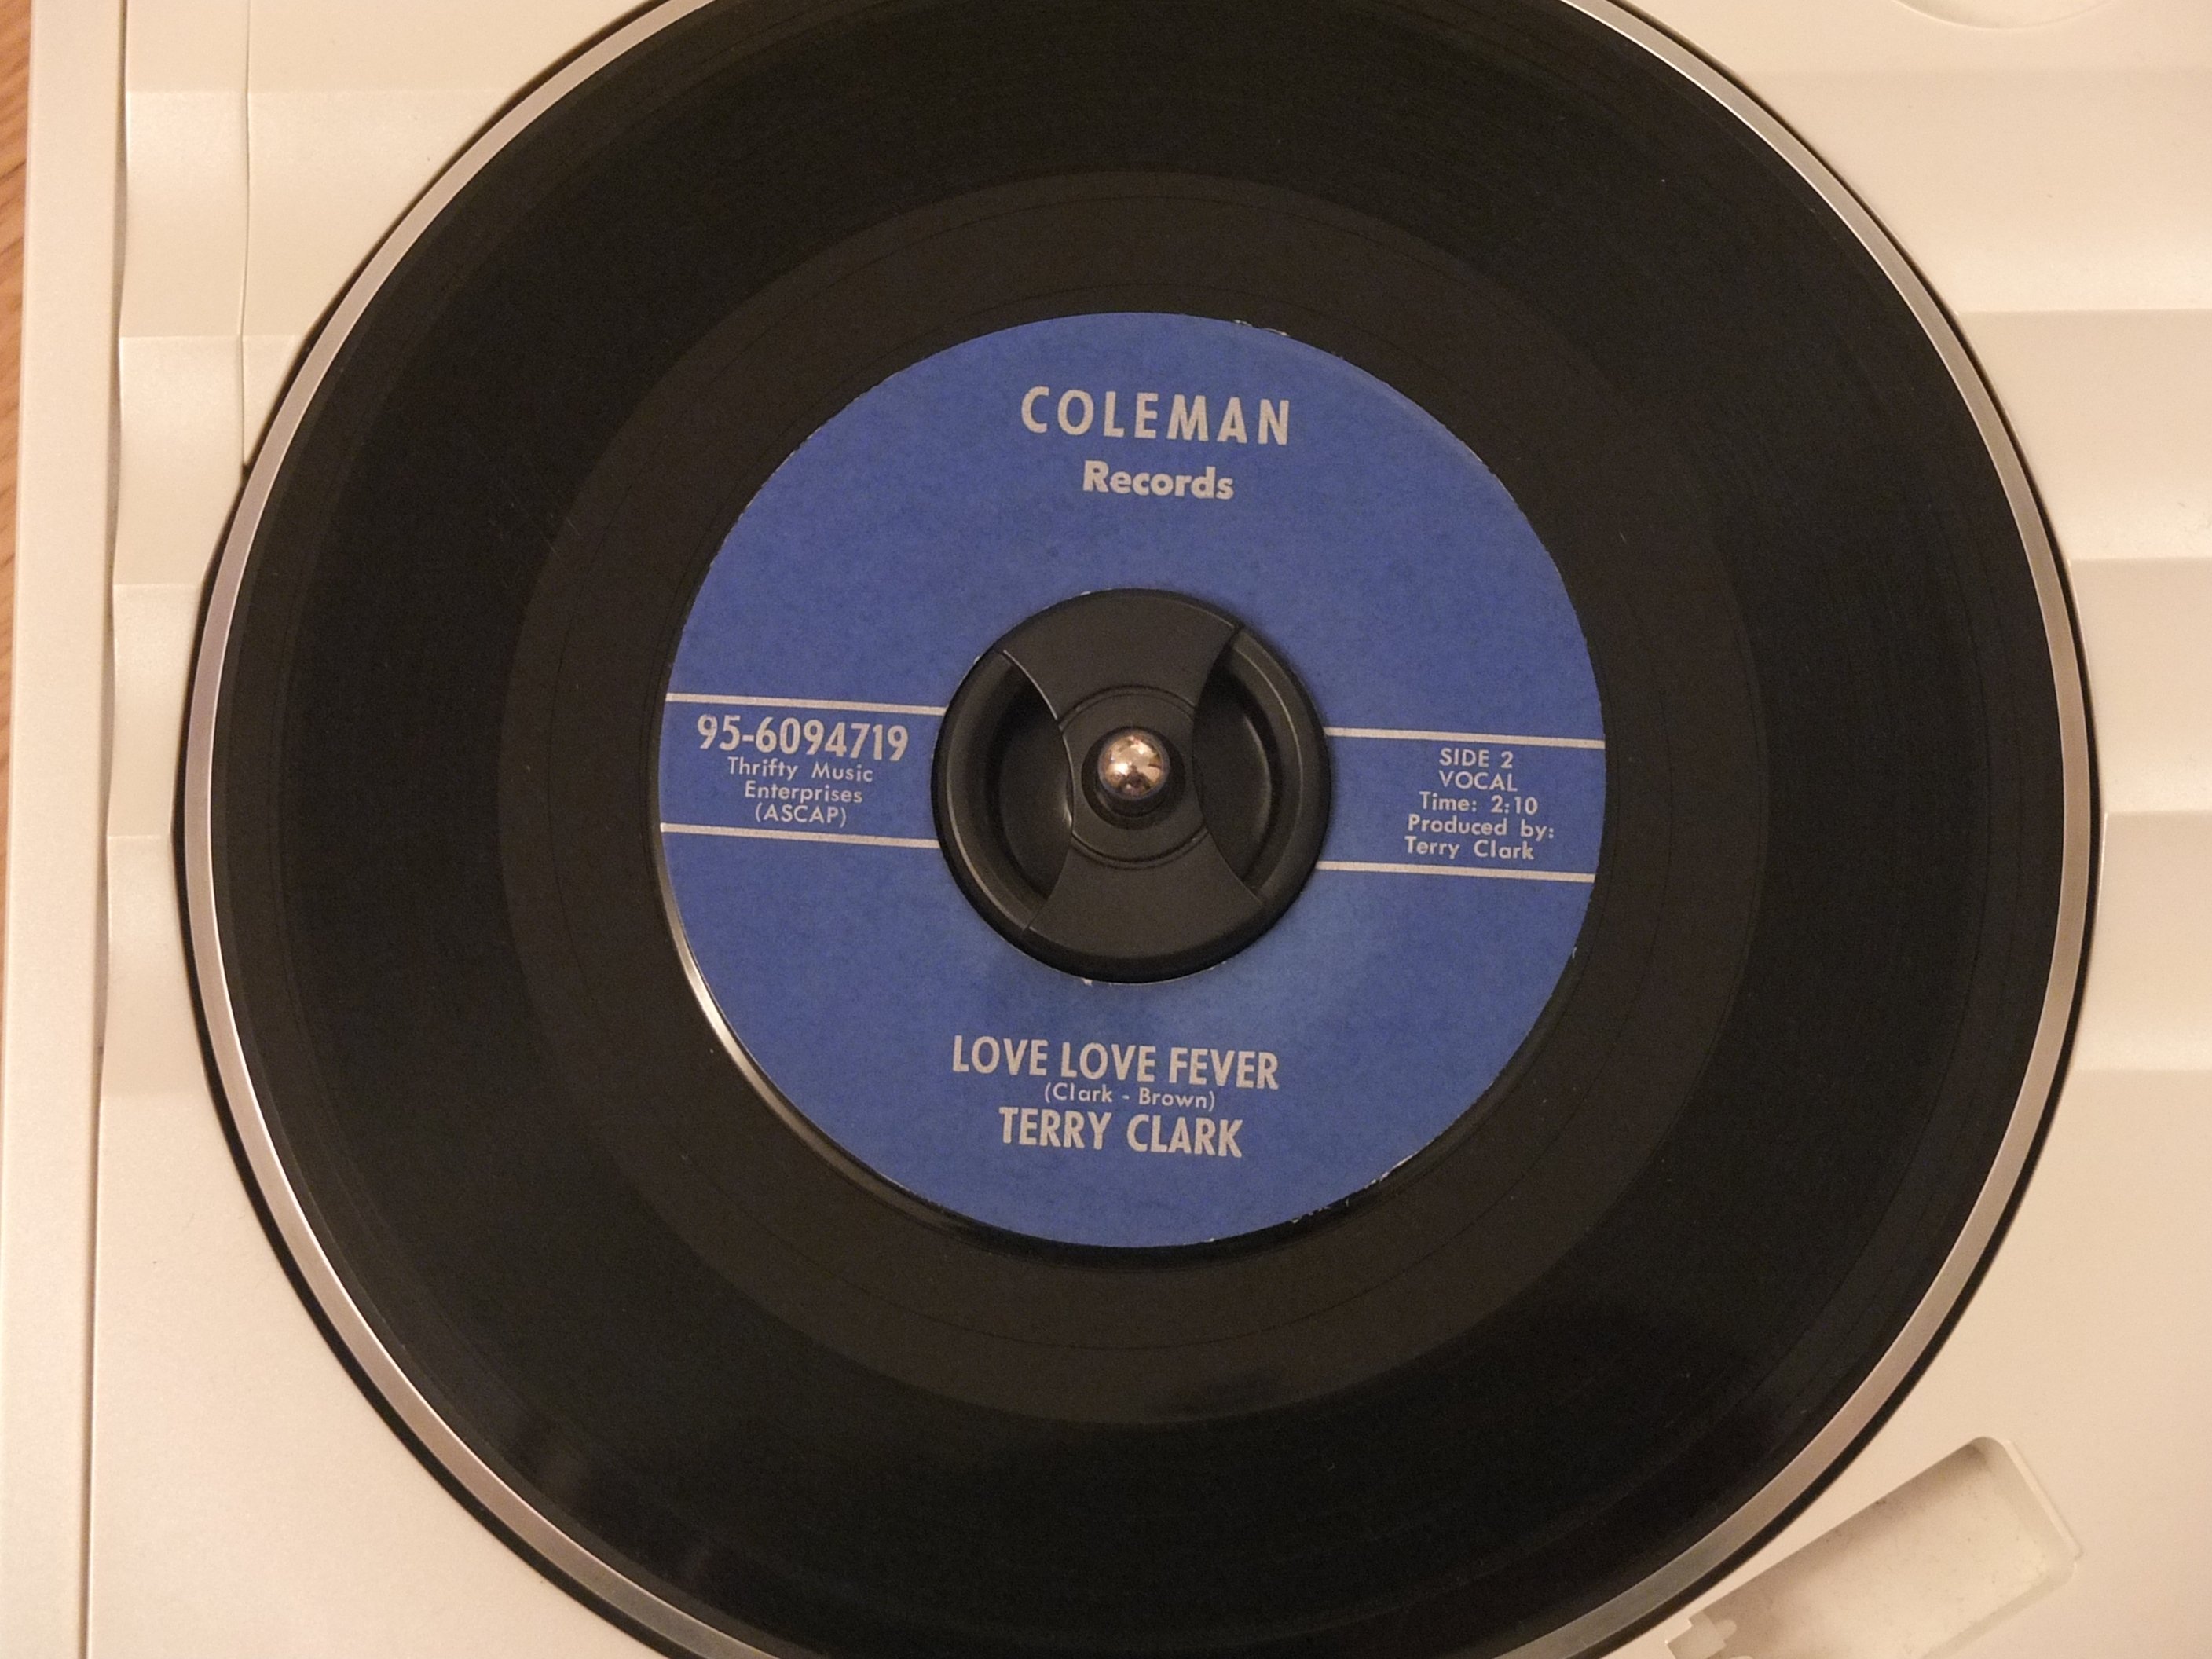 COLEMAN
Records
95-6094719
Thrifty Music
Enterprises
(ASCAP)
SIDE 2
VOCAL
Time: 2:10
Produced by:
Terry Clark
LOVE LOVE FEVER
(Clark - Brown)
TERRY CLARK